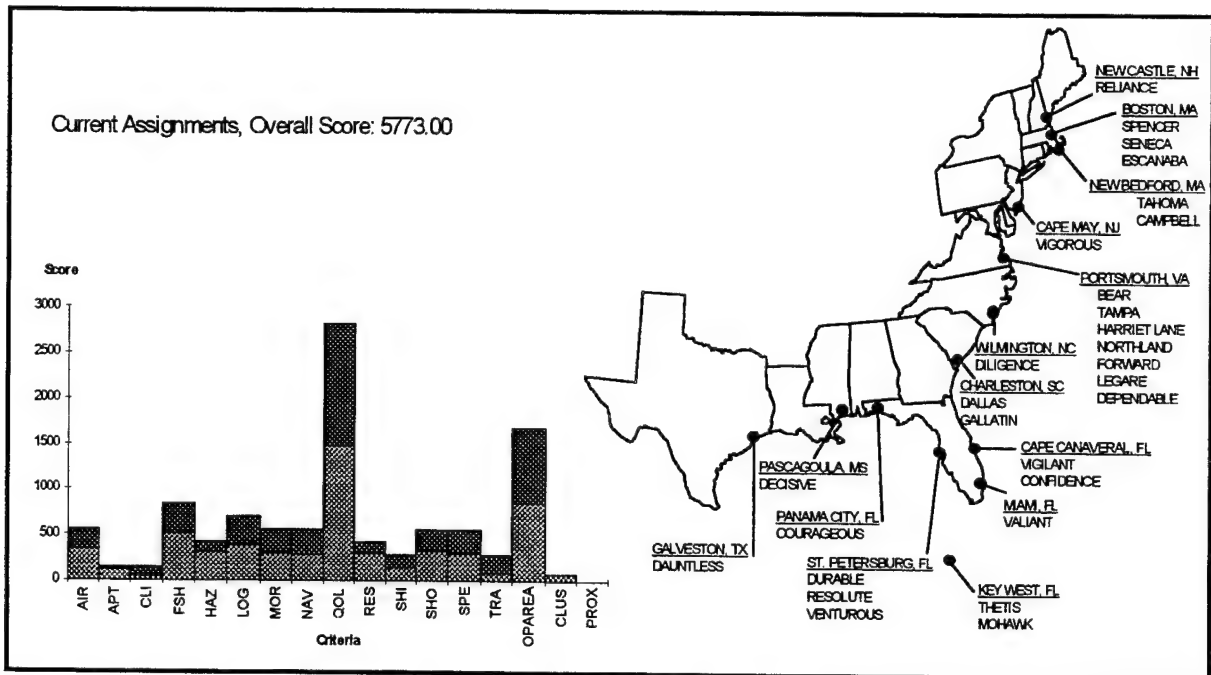 Current Assignments, Overall Score: 5773.00
Score
3000
2500
2000
1500
1000
500
0
AIR
APT
CLI
FSH
HAZ
LOG
MOR
NAV
QOL
RES
SHI
SHO
SPE
TRA
OPAREA
CLUS
PROX
Criteria
NEW CASTLE, NH
RELIANCE
BOSTON, MA
SPENCER
SENECA
ESCANABA
NEW BEDFORD, MA
TAHOMA
CAMPBELL
CAPE MAY, NJ
VIGOROUS
PORTSMOUTH, VA
BEAR
TAMPA
HARRIET LANE
NORTHLAND
FORWARD
LEGARE
DEPENDABLE
WILMINGTON, NC
DILIGENCE
CHARLESTON, SC
DALLAS
GALLATIN
CAPE CANAVERAL, FL
VIGILANT
CONFIDENCE
MIAMI, FL
VALIANT
PASCAGOULA, MS
DECISIVE
PANAMA CITY, FL
COURAGEOUS
GALVESTON, TX
DAUNTLESS
ST. PETERSBURG, FL
DURABLE
RESOLUTE
VENTUROUS
KEY WEST, FL
THETIS
MOHAWK